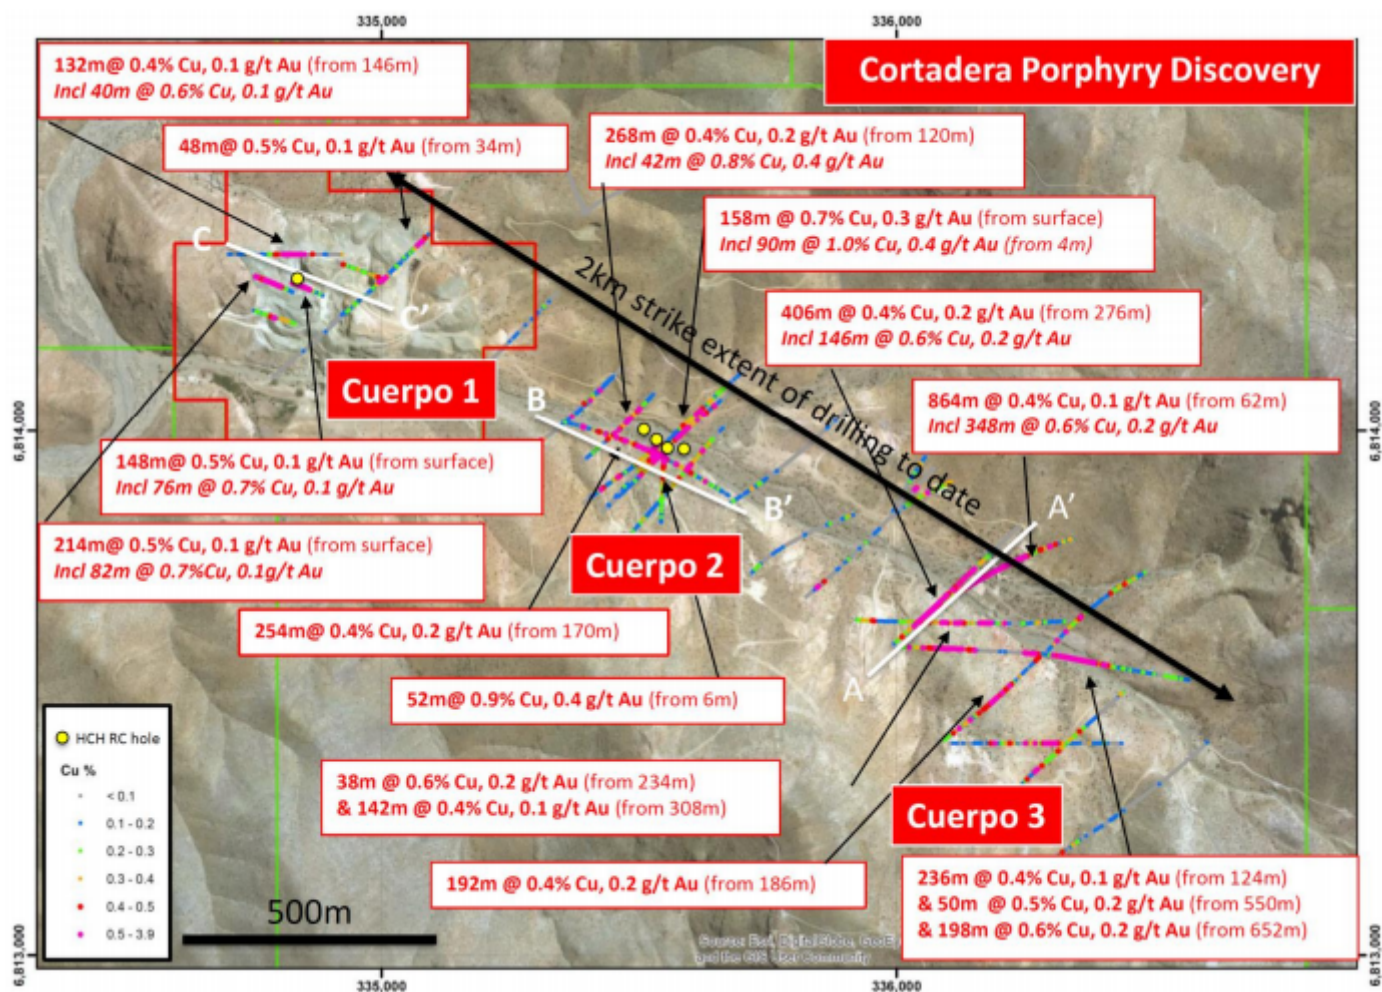 335,000
336,000
Cortadera Porphyry Discovery
132m@ 0.4% Cu, 0.1 g/t Au (from 146m)
Incl 40m @ 0.6% Cu, 0.1 g/t Au
48m@ 0.5% Cu, 0.1 g/t Au (from 34m)
268m @ 0.4% Cu, 0.2 g/t Au (from 120m)
Incl 42m @ 0.8% Cu, 0.4 g/t Au
158m @ 0.7% Cu, 0.3 g/t Au (from surface)
Incl 90m @ 1.0% Cu, 0.4 g/t Au (from 4m)
406m @ 0.4% Cu, 0.2 g/t Au (from 276m)
Incl 146m @ 0.6% Cu, 0.2 g/t Au
864m @ 0.4% Cu, 0.1 g/t Au (from 62m)
Incl 348m @ 0.6% Cu, 0.2 g/t Au
2km strike extent of drilling to date
C
C'
Cuerpo 1
B
B'
Cuerpo 2
A'
A
Cuerpo 3
6,814,000
6,814,000
148m@ 0.5% Cu, 0.1 g/t Au (from surface)
Incl 76m @ 0.7% Cu, 0.1 g/t Au
214m@ 0.5% Cu, 0.1 g/t Au (from surface)
Incl 82m @ 0.7%Cu, 0.1g/t Au
254m@ 0.4% Cu, 0.2 g/t Au (from 170m)
52m@ 0.9% Cu, 0.4 g/t Au (from 6m)
38m @ 0.6% Cu, 0.2 g/t Au (from 234m)
& 142m @ 0.4% Cu, 0.1 g/t Au (from 308m)
192m @ 0.4% Cu, 0.2 g/t Au (from 186m)
236m @ 0.4% Cu, 0.1 g/t Au (from 124m)
& 50m @ 0.5% Cu, 0.2 g/t Au (from 550m)
& 198m @ 0.6% Cu, 0.2 g/t Au (from 652m)
HCH RC hole
Cu %
< 0.1
0.1 - 0.2
0.2 - 0.3
0.3 - 0.4
0.4 - 0.5
0.5 - 3.9
500m
Source: Esri, DigitalGlobe, GeoE
and the GIS User Community
6,813,000
6,813,000
335,000
336,000